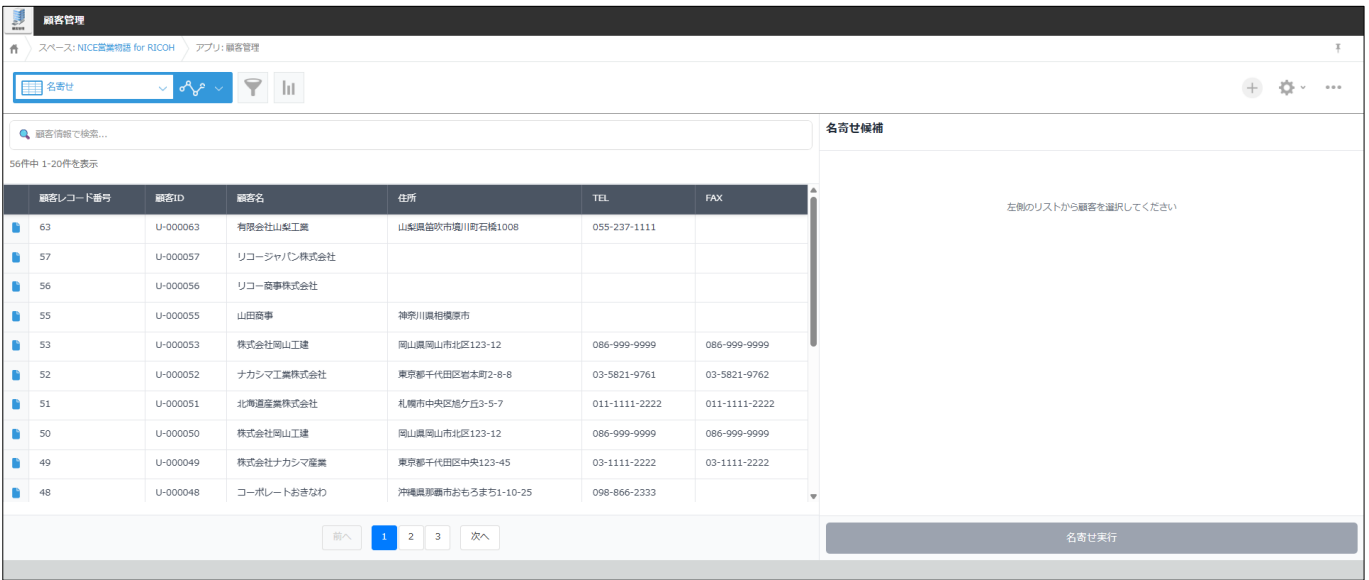 顧客管理
スペース: NICE営業物語 for RICOH アプリ: 顧客管理
名寄せ
顧客情報で検索...
56件中 1-20件を表示
顧客レコード番号 顧客ID 顧客名 住所 TEL FAX
63 U-000063 有限会社山梨工業 山梨県笛吹市境川町石橋1008 055-237-1111
57 U-000057 リコージャパン株式会社
56 U-000056 リコー商事株式会社
55 U-000055 山田商事 神奈川県相模原市
53 U-000053 株式会社岡山工建 岡山県岡山市北区123-12 086-999-9999 086-999-9999
52 U-000052 ナカシマ工業株式会社 東京都千代田区岩本町2-8-8 03-5821-9761 03-5821-9762
51 U-000051 北海道産業株式会社 札幌市中央区旭ケ丘3-5-7 011-1111-2222 011-1111-2222
50 U-000050 株式会社岡山工建 岡山県岡山市北区123-12 086-999-9999 086-999-9999
49 U-000049 株式会社ナカシマ産業 東京都千代田区中央123-45 03-1111-2222 03-1111-2222
48 U-000048 コーポレートおきなわ 沖縄県那覇市おもろまち1-10-25 098-866-2333
前へ 1 2 3 次へ
名寄せ候補
左側のリストから顧客を選択してください
名寄せ実行